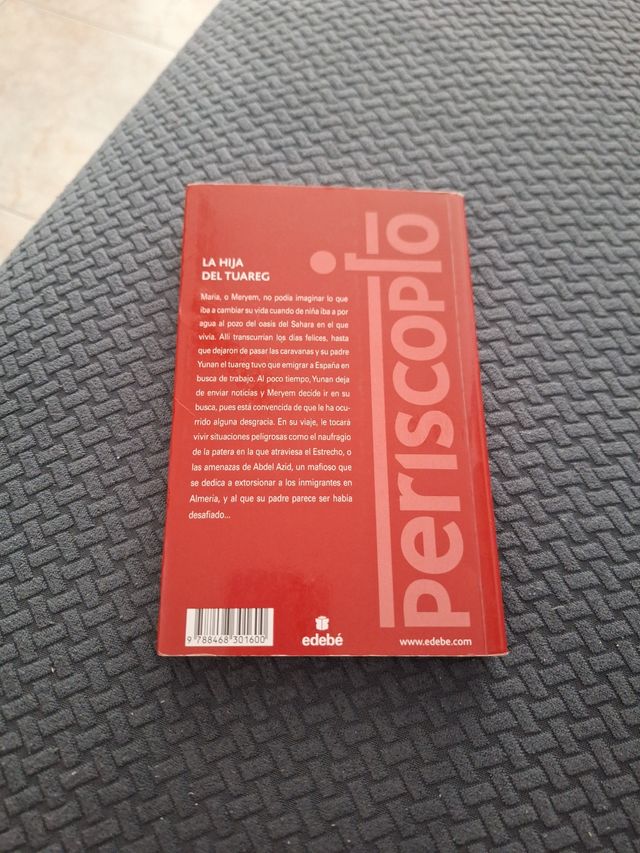 LA HIJA
DEL TUAREG
María, o Meryem, no podía imaginar lo que
iba a cambiar su vida cuando de niña iba a por
agua al pozo del oasis del Sahara en el que
vivía. Allí transcurrían los días felices, hasta
que dejaron de pasar las caravanas y su padre
Yunan el tuareg tuvo que emigrar a España en
busca de trabajo. Al poco tiempo, Yunan deja
de enviar noticias y Meryem decide ir en su
busca, pues está convencida de que le ha ocu-
rrido alguna desgracia. En su viaje, le tocará
vivir situaciones peligrosas como el naufragio
de la patera en la que atraviesa el Estrecho, o
las amenazas de Abdel Azid, un mafioso que
se dedica a extorsionar a los inmigrantes en
Almería, y al que su padre parece ser había
desafiado...
periscopio
9 788468 301600
edebé
www.edebe.com